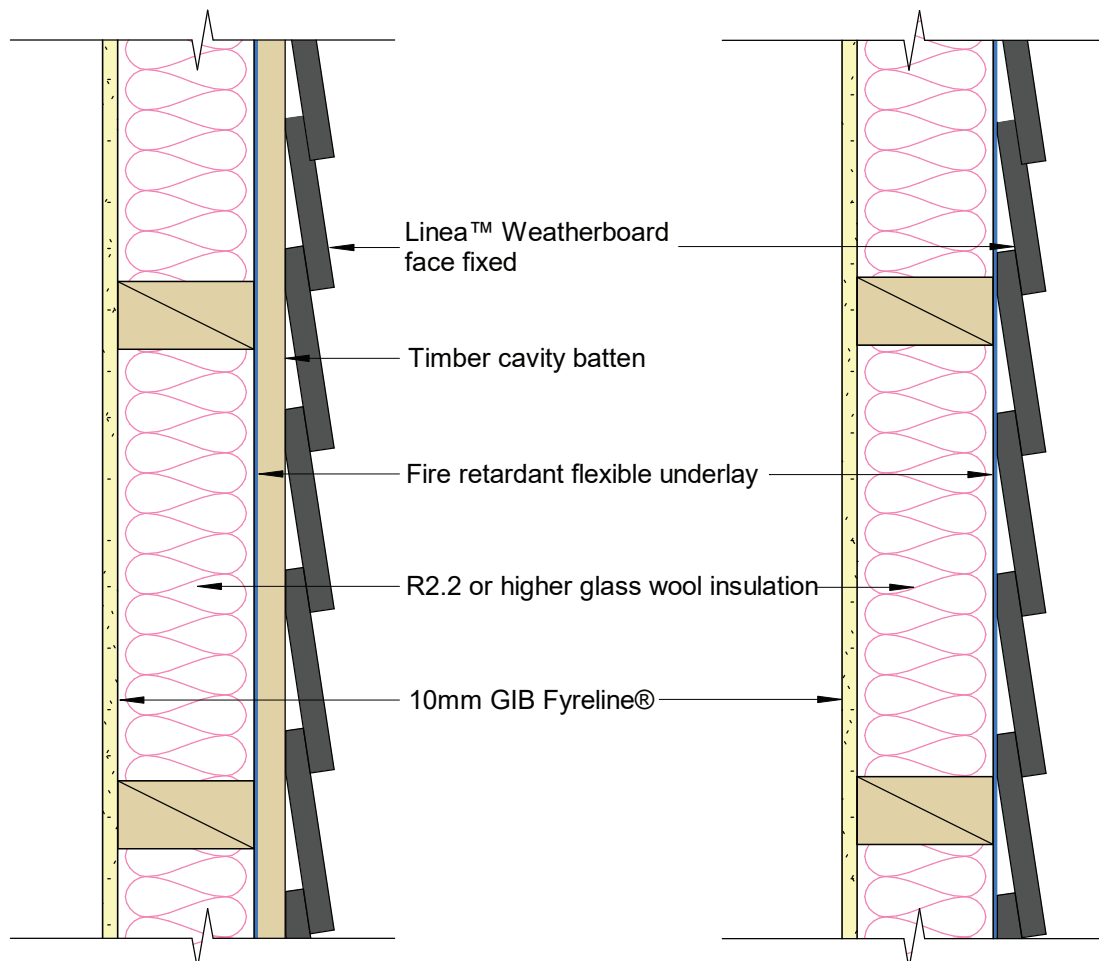 Linea™ Weatherboard
face fixed
Timber cavity batten
Fire retardant flexible underlay
R2.2 or higher glass wool insulation
10mm GIB Fyreline®